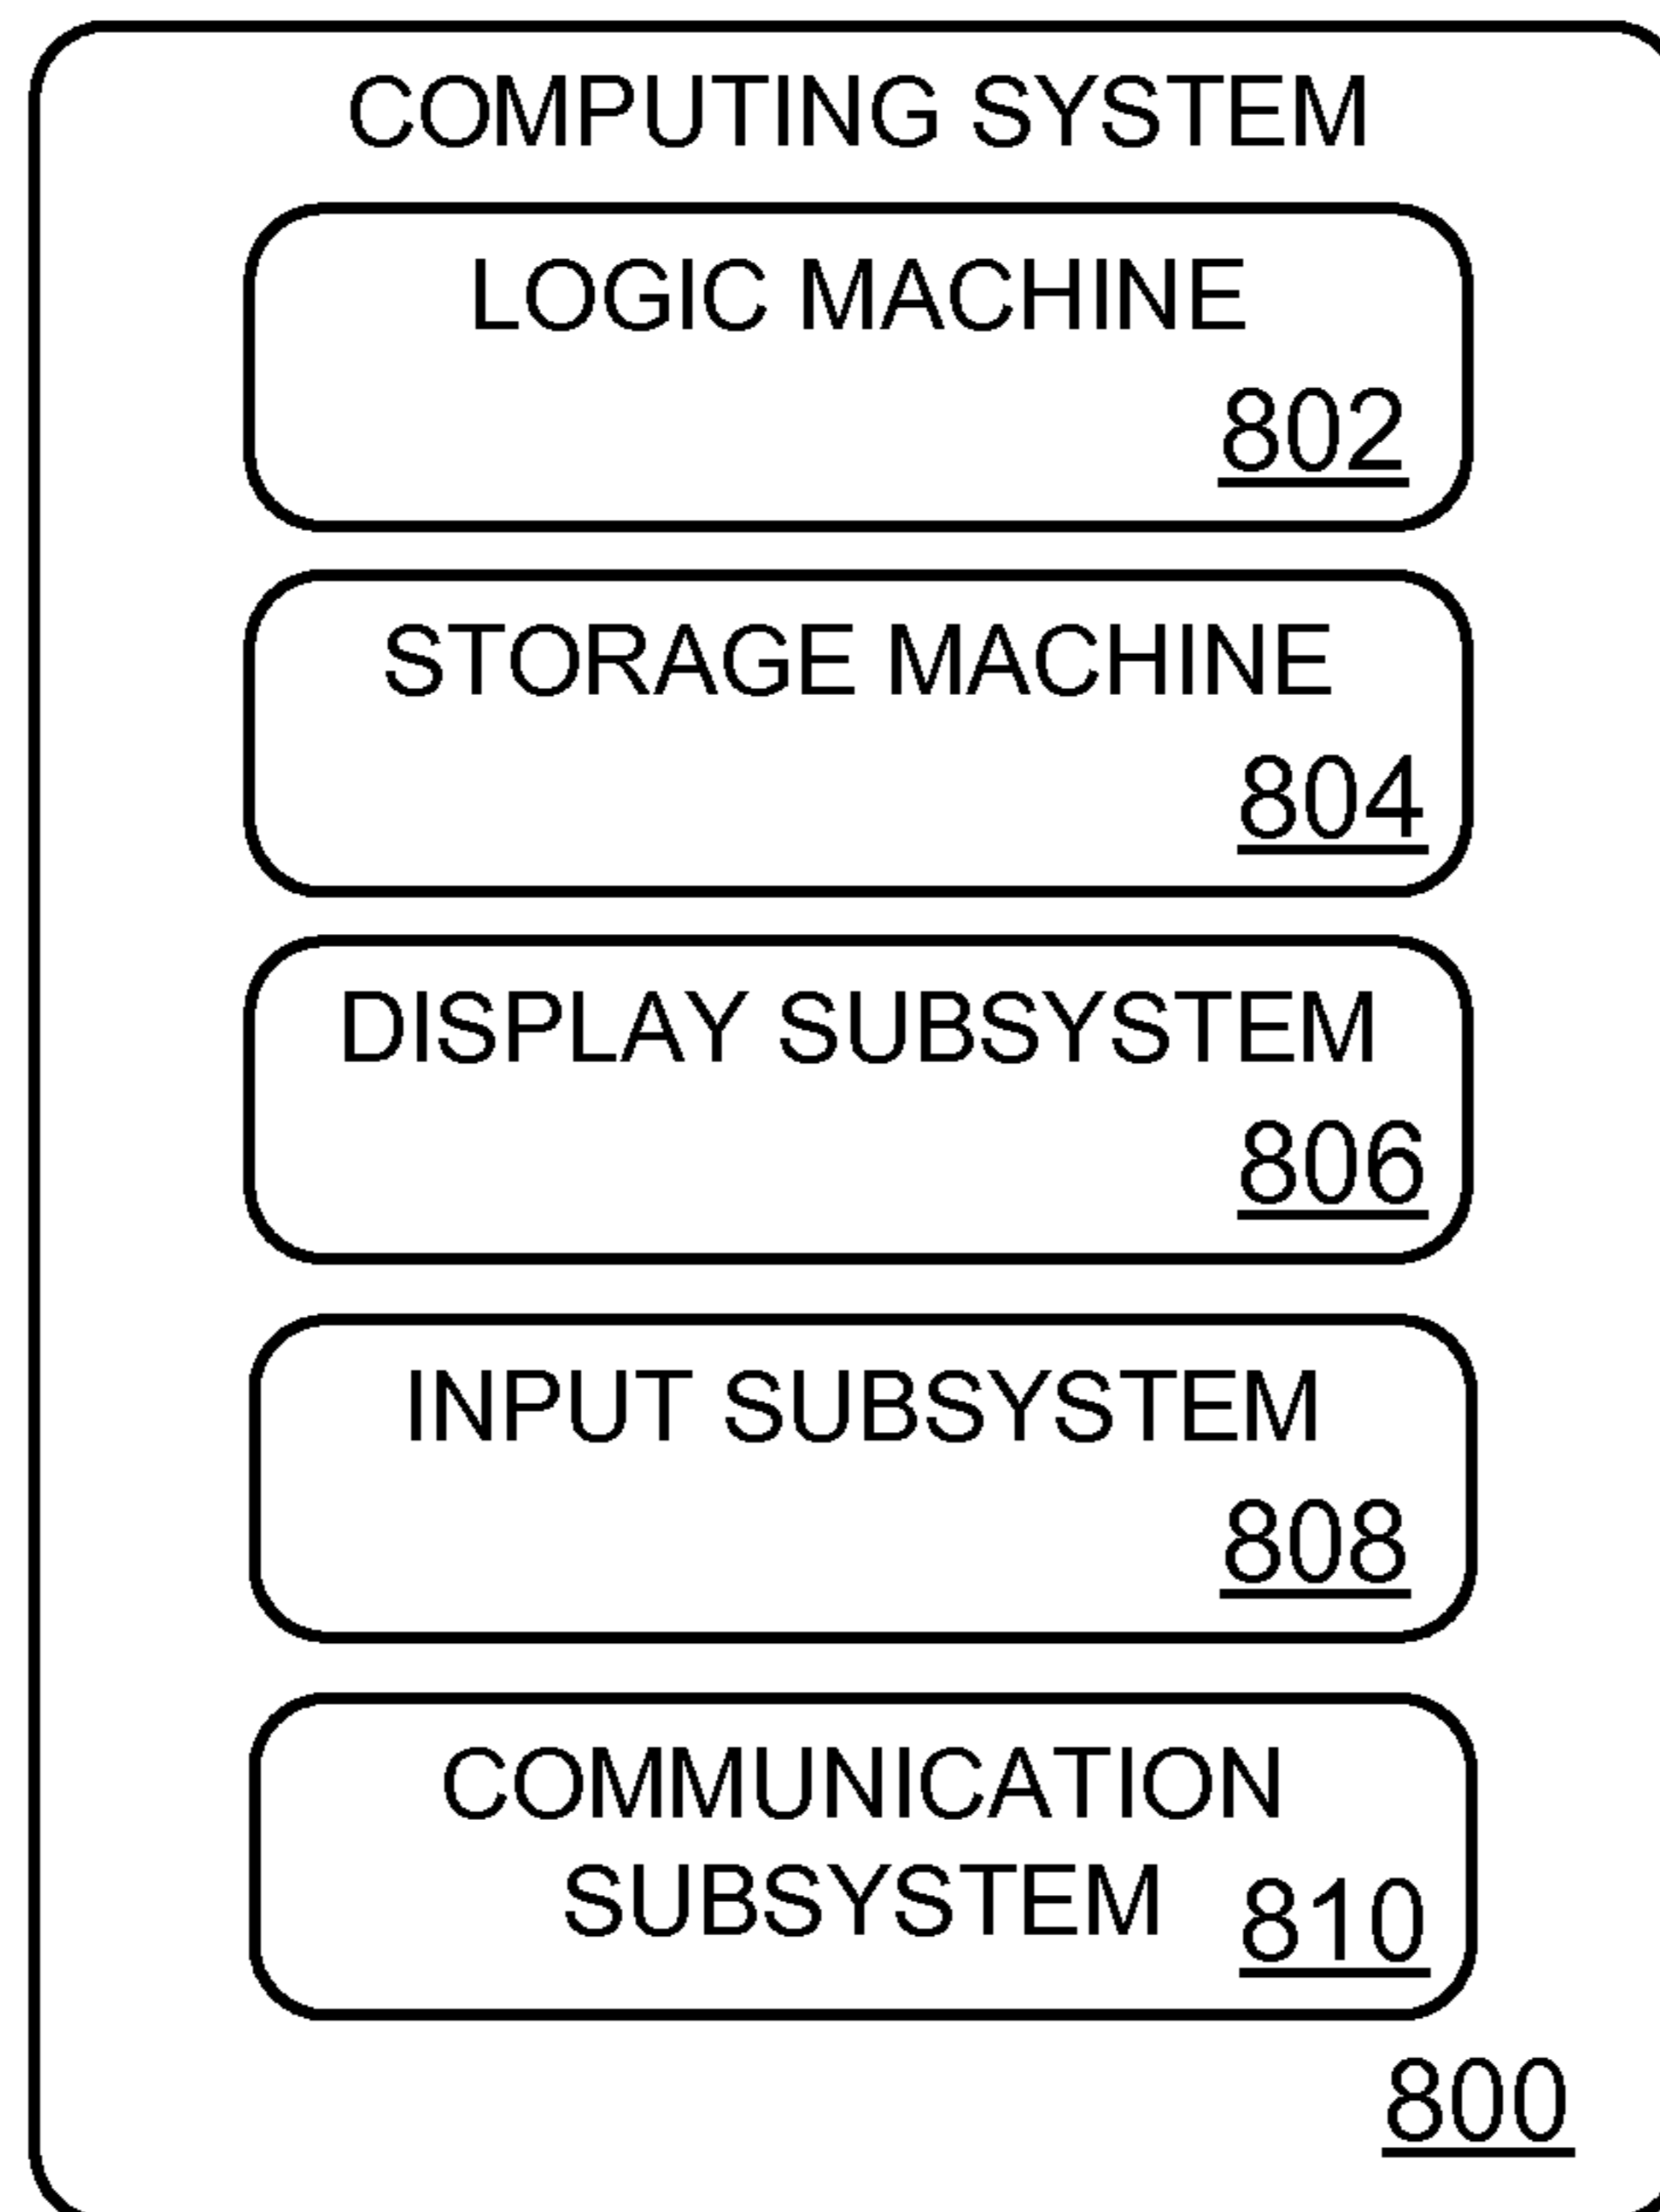 COMPUTING SYSTEM
LOGIC MACHINE
802
STORAGE MACHINE
804
DISPLAY SUBSYSTEM
806
INPUT SUBSYSTEM
808
COMMUNICATION
SUBSYSTEM 810
800